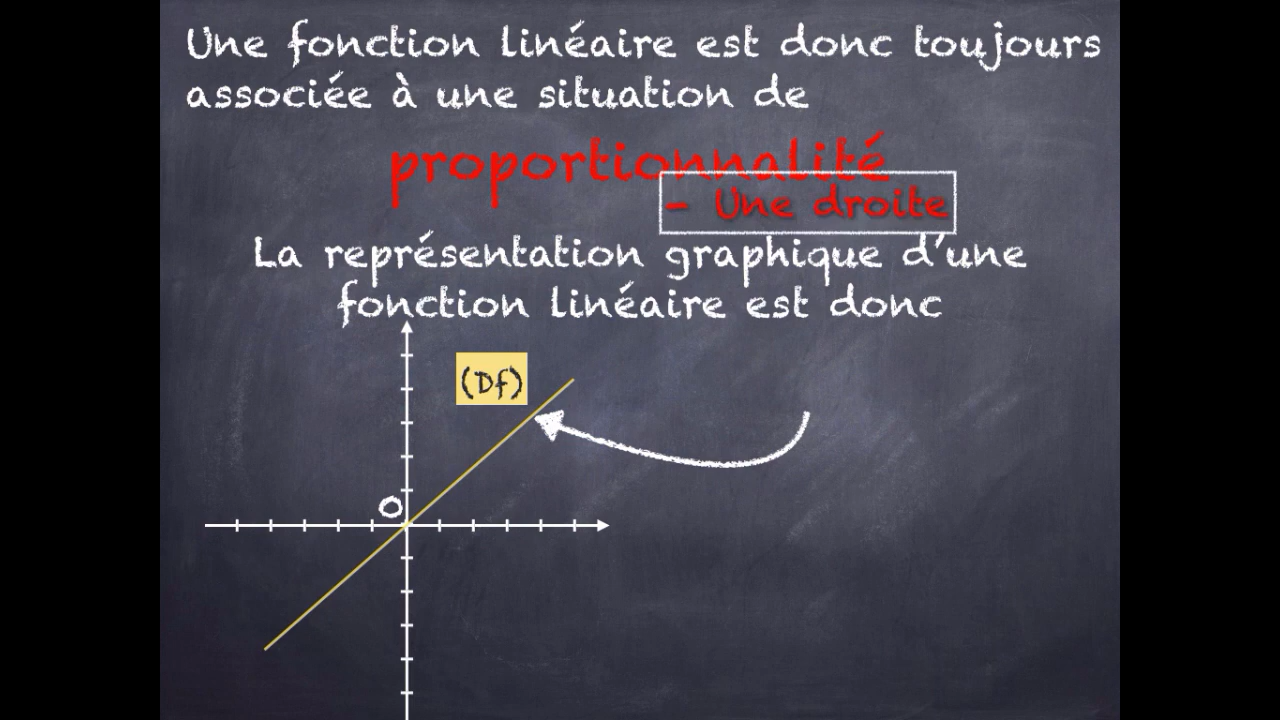 Une fonction linéaire est donc toujours
associée à une situation de
proportionnalité
- Une droite
La représentation graphique d'une
fonction linéaire est donc
(Df)
O